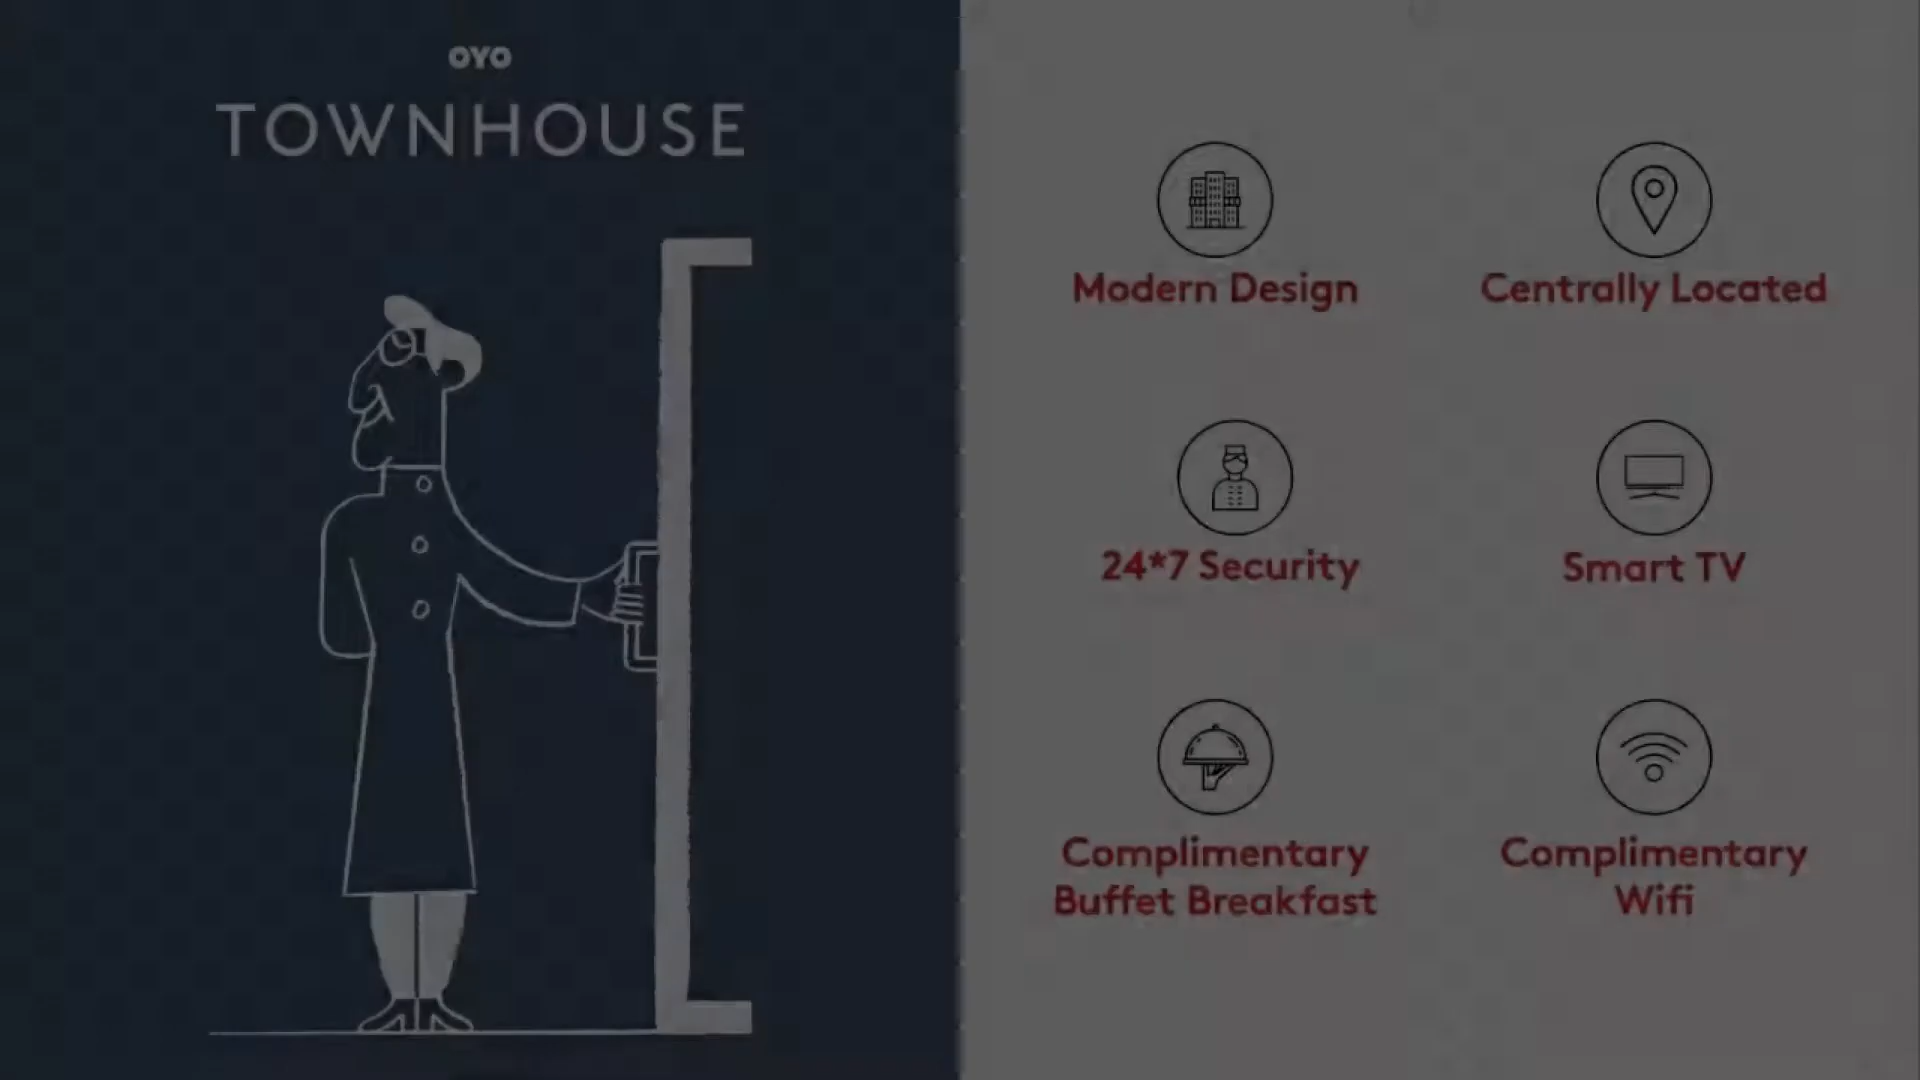 OYO
TOWNHOUSE
Modern Design
Centrally Located
24*7 Security
Smart TV
Complimentary
Buffet Breakfast
Complimentary
Wifi